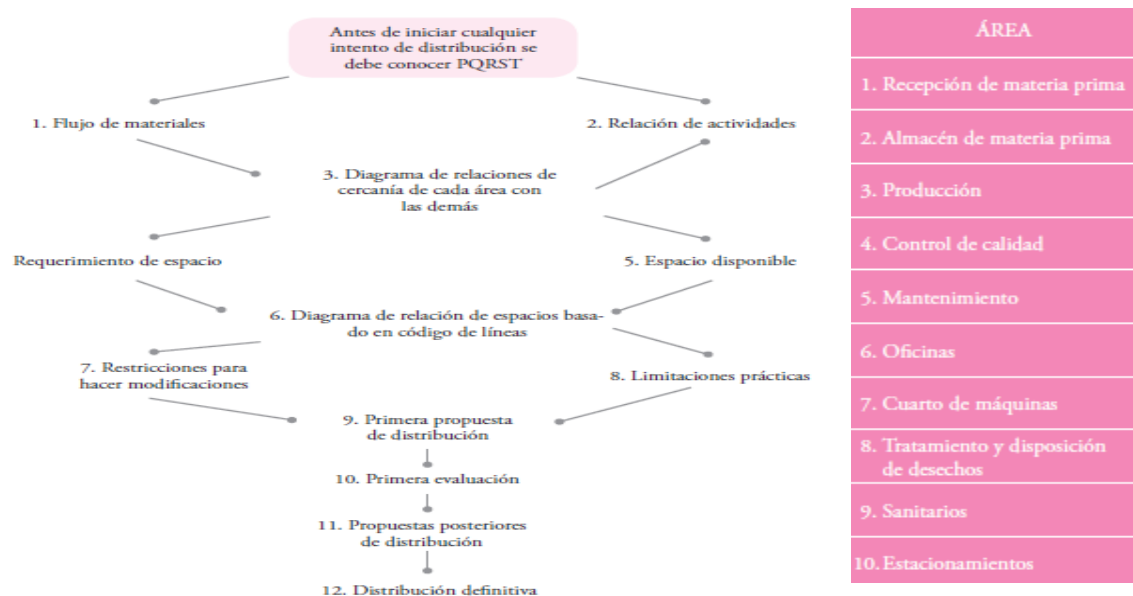 Antes de iniciar cualquier
intento de distribución se
debe conocer PQRST
1. Flujo de materiales
2. Relación de actividades
3. Diagrama de relaciones de
cercanía de cada área con
las demás
Requerimiento de espacio
5. Espacio disponible
6. Diagrama de relación de espacios basa-
do en código de líneas
7. Restricciones para
hacer modificaciones
8. Limitaciones prácticas
9. Primera propuesta
de distribución
10. Primera evaluación
11. Propuestas posteriores
de distribución
12. Distribución definitiva
ÁREA
1. Recepción de materia prima
2. Almacén de materia prima
3. Producción
4. Control de calidad
5. Mantenimiento
6. Oficinas
7. Cuarto de máquinas
8. Tratamiento y disposición
de desechos
9. Sanitarios
10. Estacionamientos